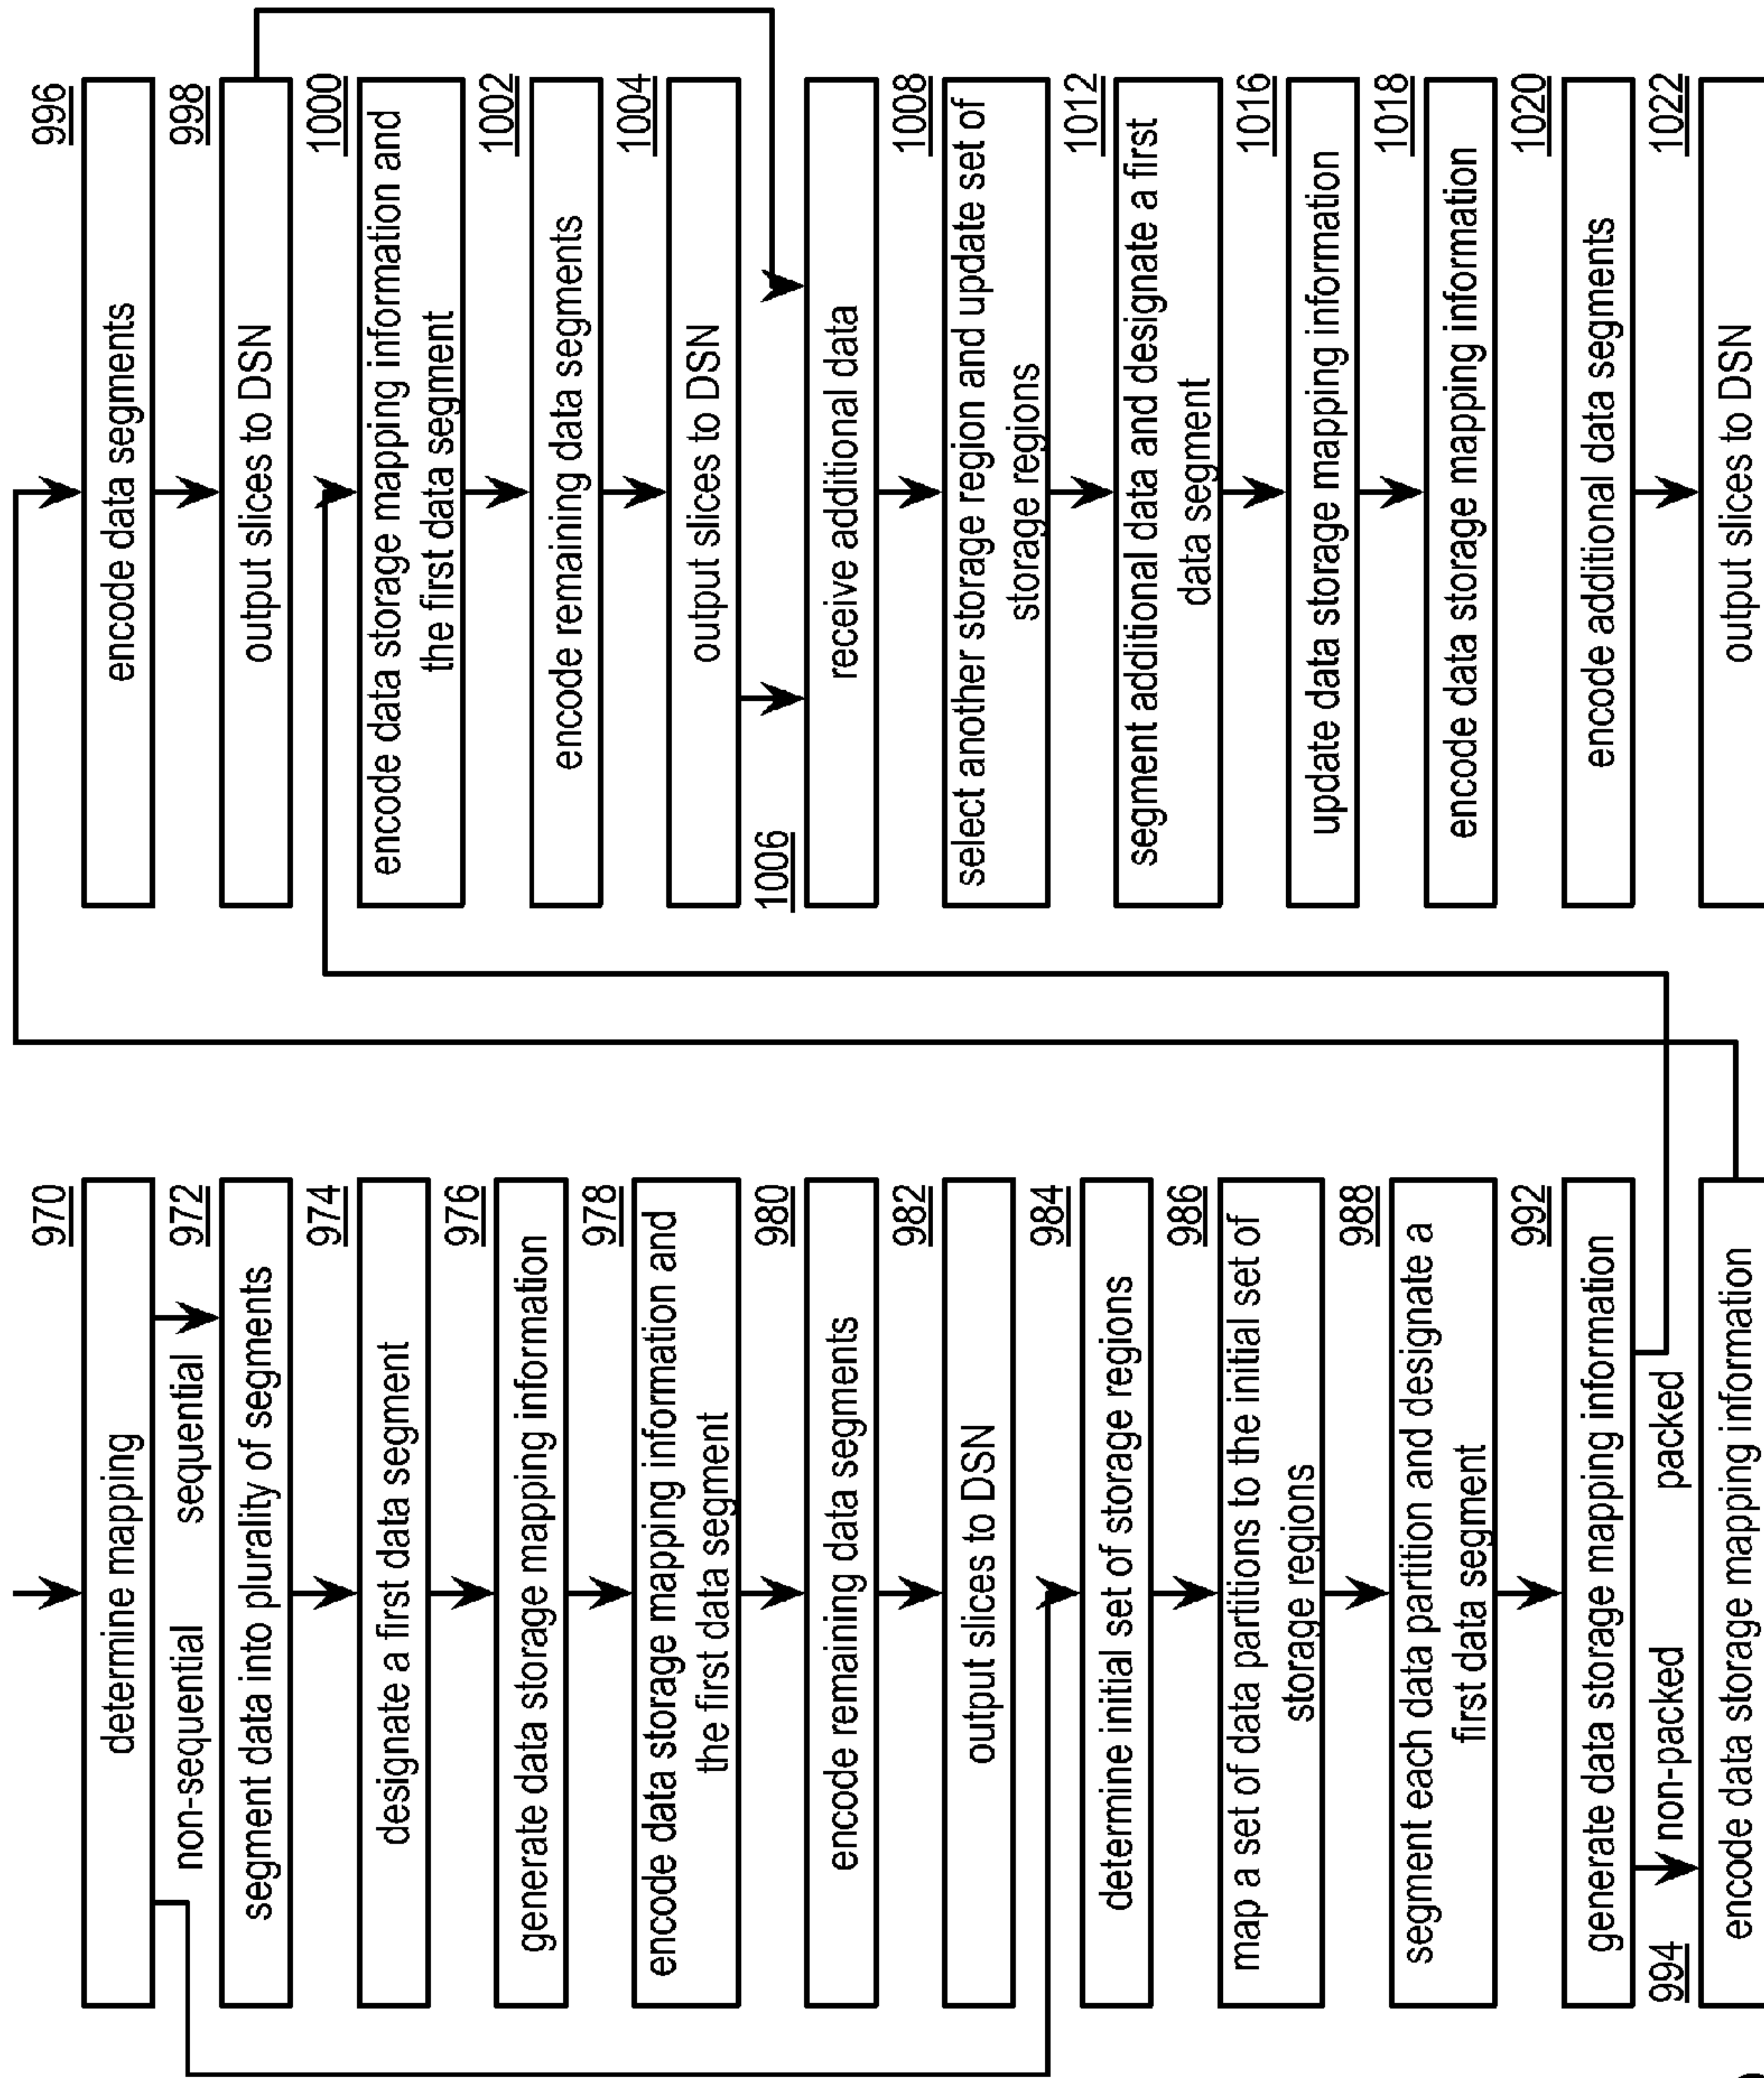 970
determine mapping
non-sequential
sequential
972
segment data into plurality of segments
974
designate a first data segment
976
generate data storage mapping information
978
encode data storage mapping information and
the first data segment
980
encode remaining data segments
982
output slices to DSN
984
determine initial set of storage regions
986
map a set of data partitions to the initial set of
storage regions
988
segment each data partition and designate a
first data segment
992
generate data storage mapping information
994
non-packed
packed
encode data storage mapping information
996
encode data segments
998
output slices to DSN
1000
encode data storage mapping information and
the first data segment
1002
encode remaining data segments
1004
output slices to DSN
1006
receive additional data
1008
select another storage region and update set of
storage regions
1012
segment additional data and designate a first
data segment
1016
update data storage mapping information
1018
encode data storage mapping information
1020
encode additional data segments
1022
output slices to DSN